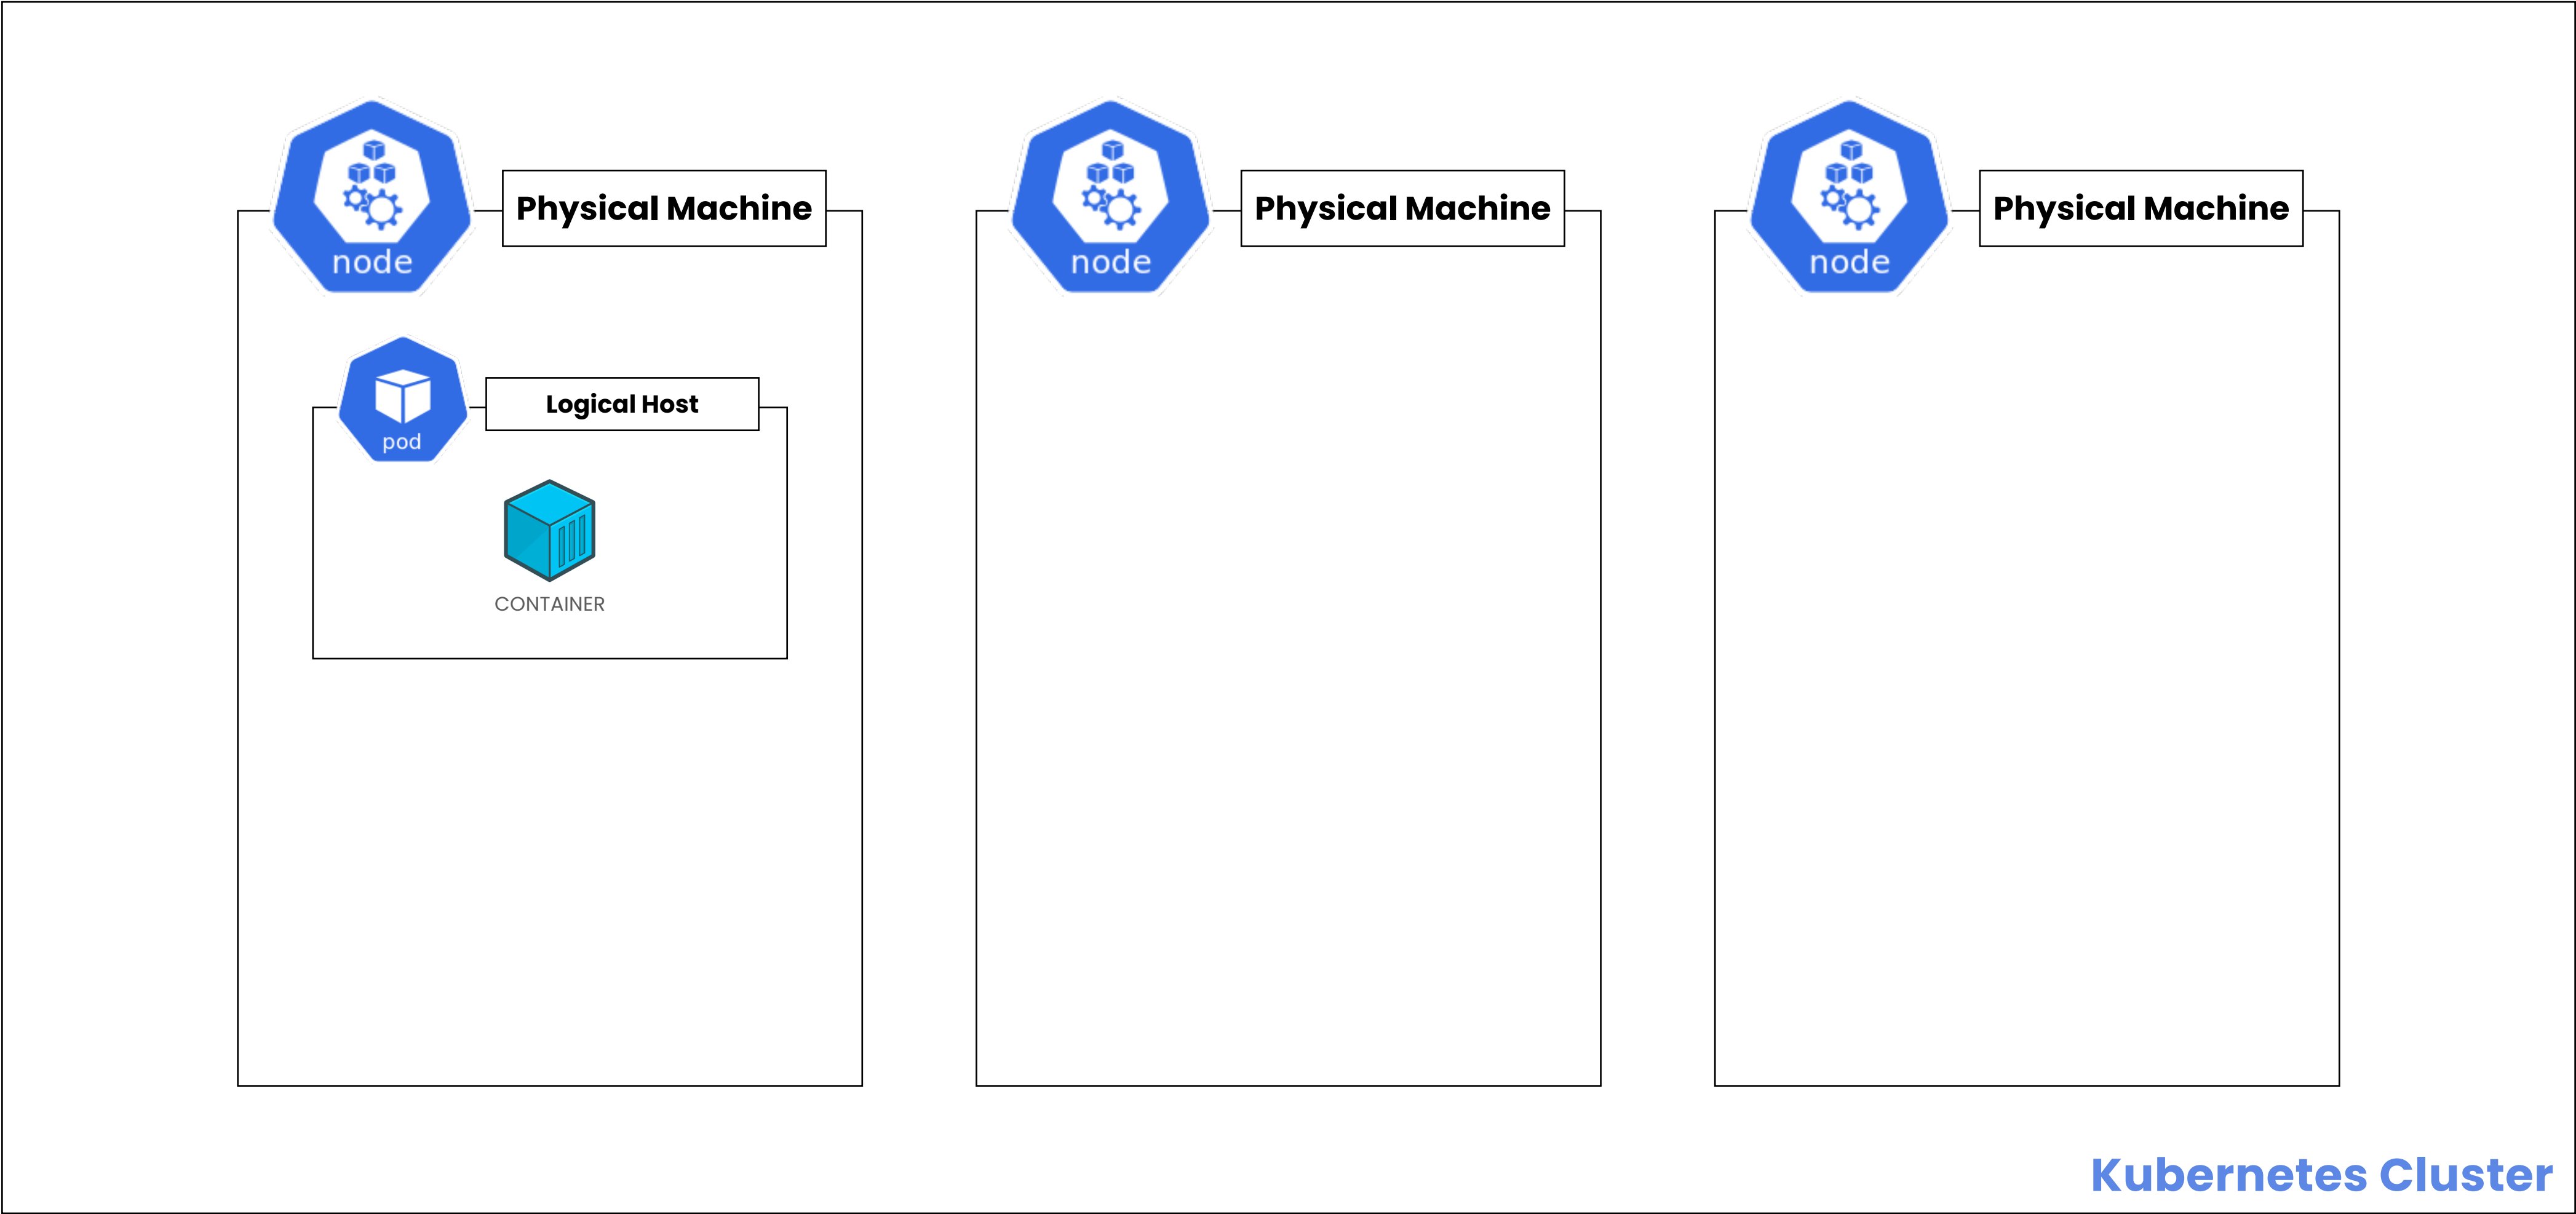 node
Physical Machine
node
Physical Machine
node
Physical Machine
pod
Logical Host
CONTAINER
Kubernetes Cluster